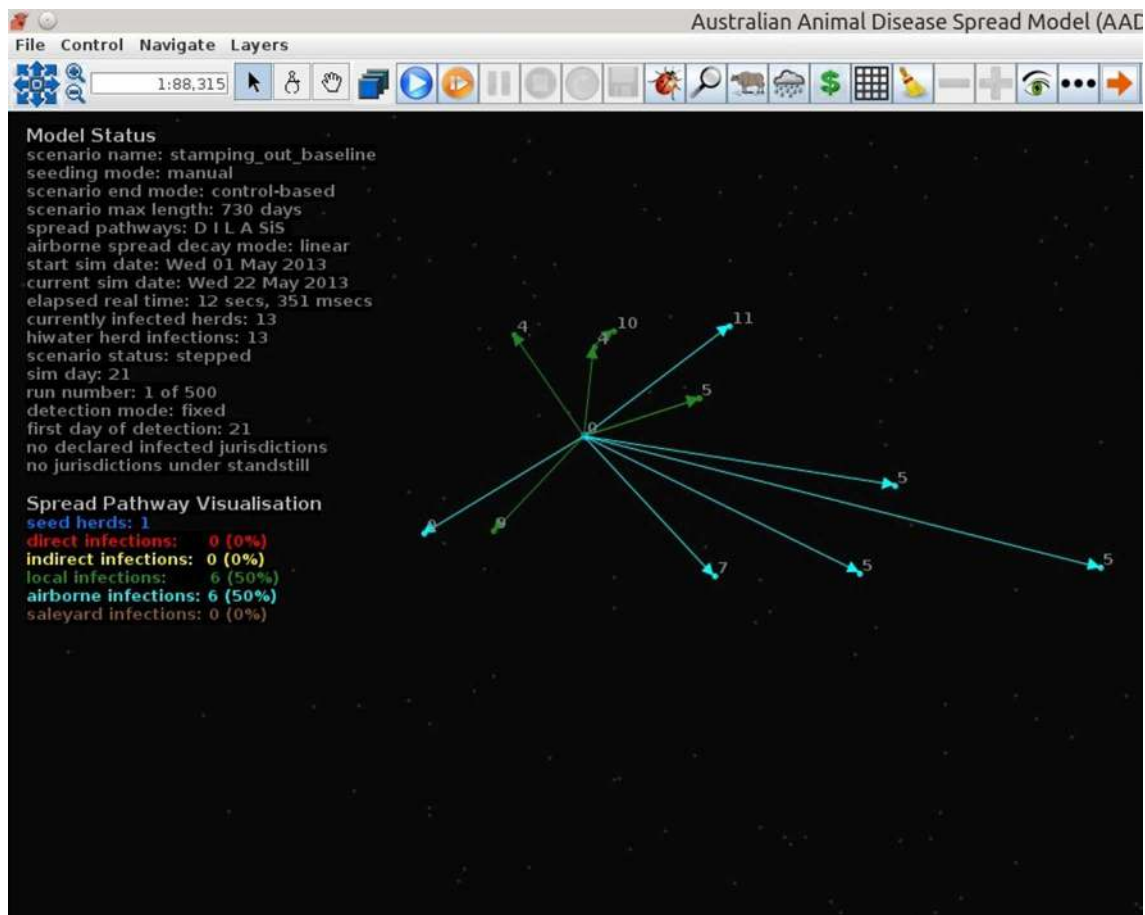 Australian Animal Disease Spread Model (AAD
File Control Navigate Layers
1:88,315
Model Status
scenario name: stamping_out_baseline
seeding mode: manual
scenario end mode: control-based
scenario max length: 730 days
spread pathways: D I L A SiS
airborne spread decay mode: linear
start sim date: Wed 01 May 2013
current sim date: Wed 22 May 2013
elapsed real time: 12 secs, 351 msecs
currently infected herds: 13
hiwater herd infections: 13
scenario status: stepped
sim day: 21
run number: 1 of 500
detection mode: fixed
first day of detection: 21
no declared infected jurisdictions
no jurisdictions under standstill
Spread Pathway Visualisation
seed herds: 1
direct infections: 0 (0%)
indirect infections: 0 (0%)
local infections: 6 (50%)
airborne infections: 6 (50%)
saleyard infections: 0 (0%)
4
10
11
5
0
5
5
7
5